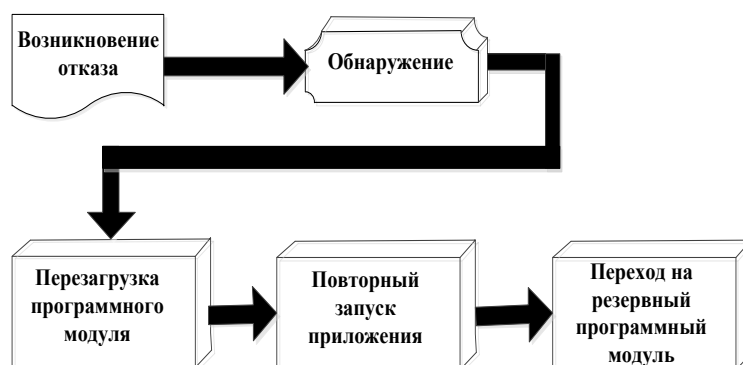 Возникновение
отказа
Обнаружение
Перезагрузка
программного
модуля
Повторный
запуск
приложения
Переход на
резервный
программный
модуль